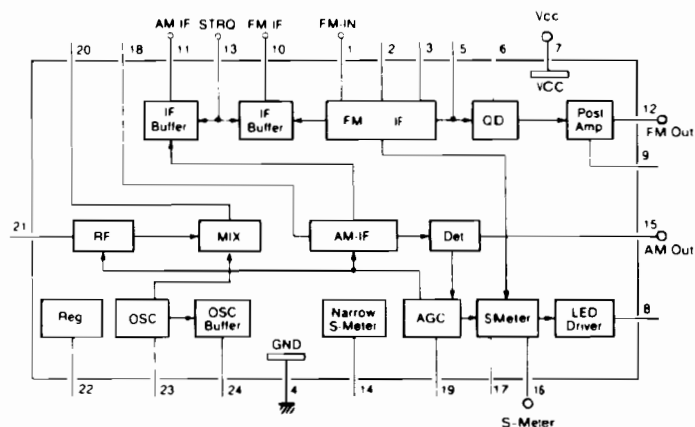 AM IF STRQ FM IF FM-IN Vcc
20 18 11 13 10 1 2 3 5 6 7
VCC
IF Buffer IF Buffer FM IF QD Post Amp 12
FM Out
9
21 RF MIX AM-IF Det 15
AM Out
Reg OSC OSC Buffer Narrow S-Meter AGC SMeter LED Driver 8
GND
22 23 24 4 14 19 17 16
S-Meter